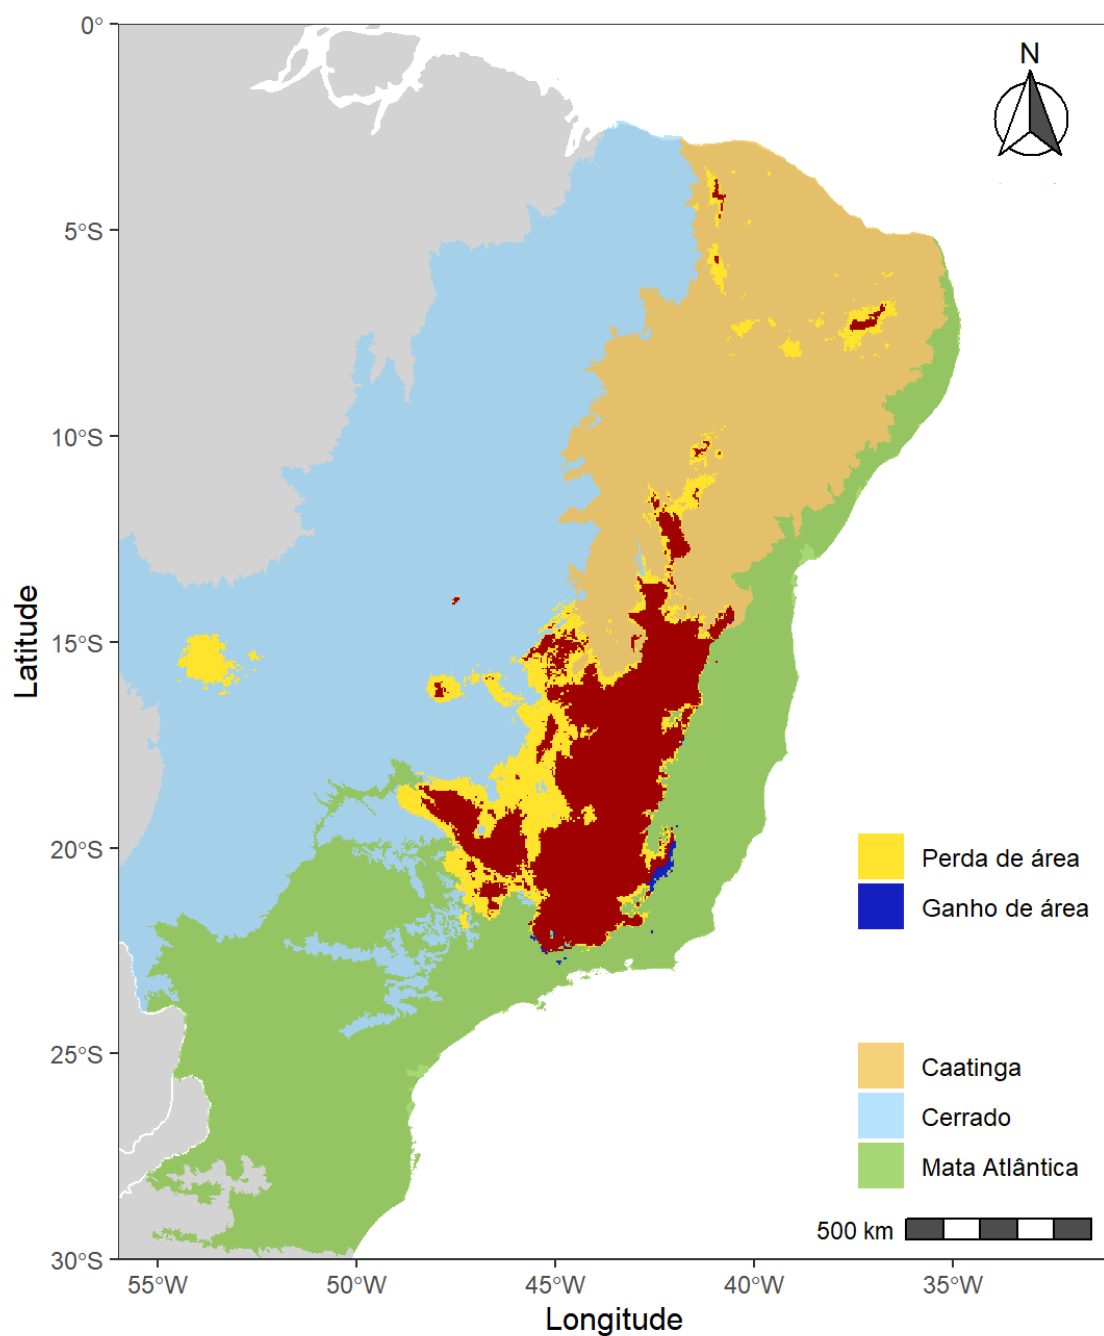 N
0°
5°S
10°S
15°S
20°S
25°S
30°S
Latitude
55°W
50°W
45°W
40°W
35°W
Longitude
Perda de área
Ganho de área
Caatinga
Cerrado
Mata Atlântica
500 km